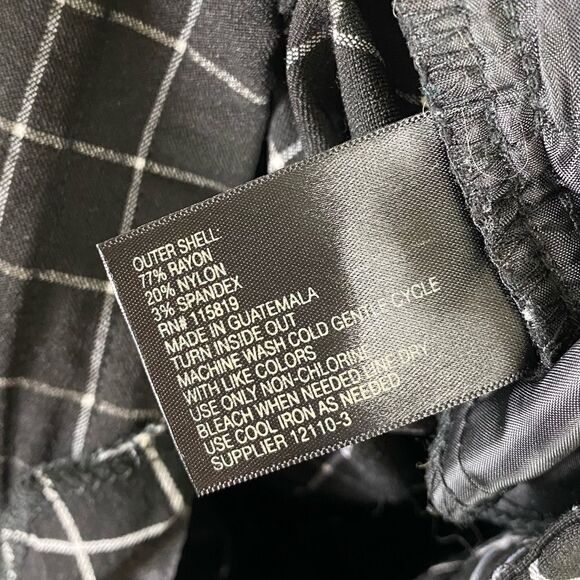 OUTER SHELL:
77% RAYON
20% NYLON
3% SPANDEX
RN# 115819
MADE IN GUATEMALA
TURN INSIDE OUT
MACHINE WASH COLD GENTLE CYCLE
WITH LIKE COLORS
USE ONLY NON-CHLORINE
BLEACH WHEN NEEDED LINE DRY
USE COOL IRON AS NEEDED
SUPPLIER 12110-3